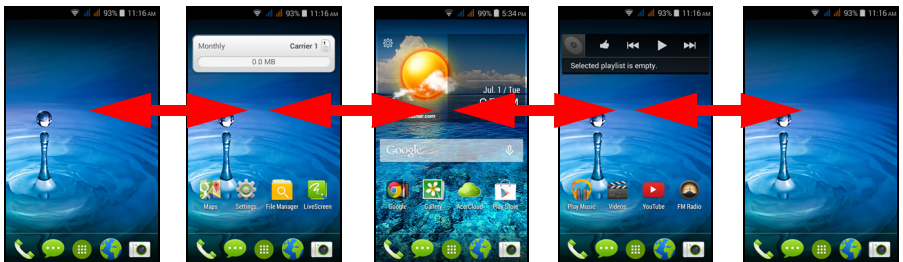 93% 11:16 AM
93% 11:16 AM
Monthly Carrier 1
0.0 MB
Maps Settings File Manager LiveScreen
99% 5:34 PM
Jul. 1 / Tue
Google
Google Gallery AcerCloud Play Store
93% 11:16 AM
Selected playlist is empty.
Play Music Videos YouTube FM Radio
93% 11:16 AM